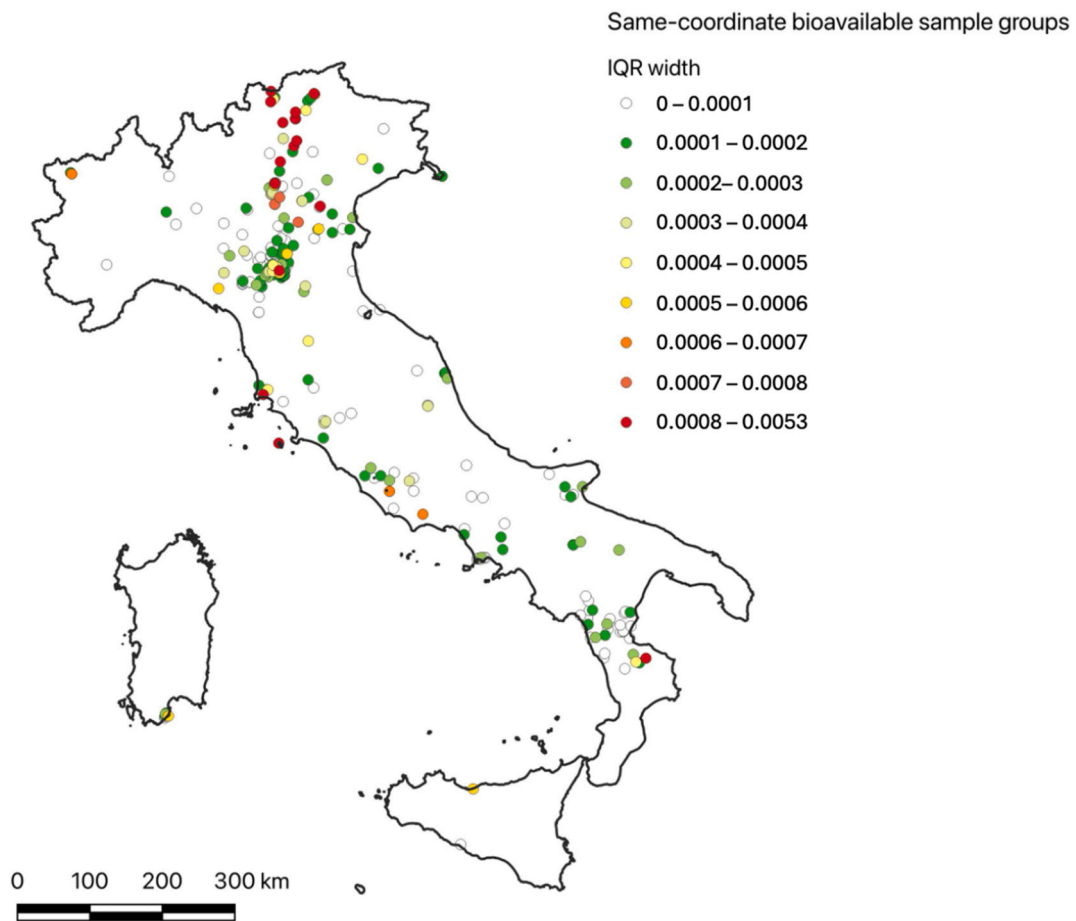 Same-coordinate bioavailable sample groups
IQR width
0 – 0.0001
0.0001 – 0.0002
0.0002– 0.0003
0.0003 – 0.0004
0.0004 – 0.0005
0.0005 – 0.0006
0.0006 – 0.0007
0.0007 – 0.0008
0.0008 – 0.0053
0 100 200 300 km